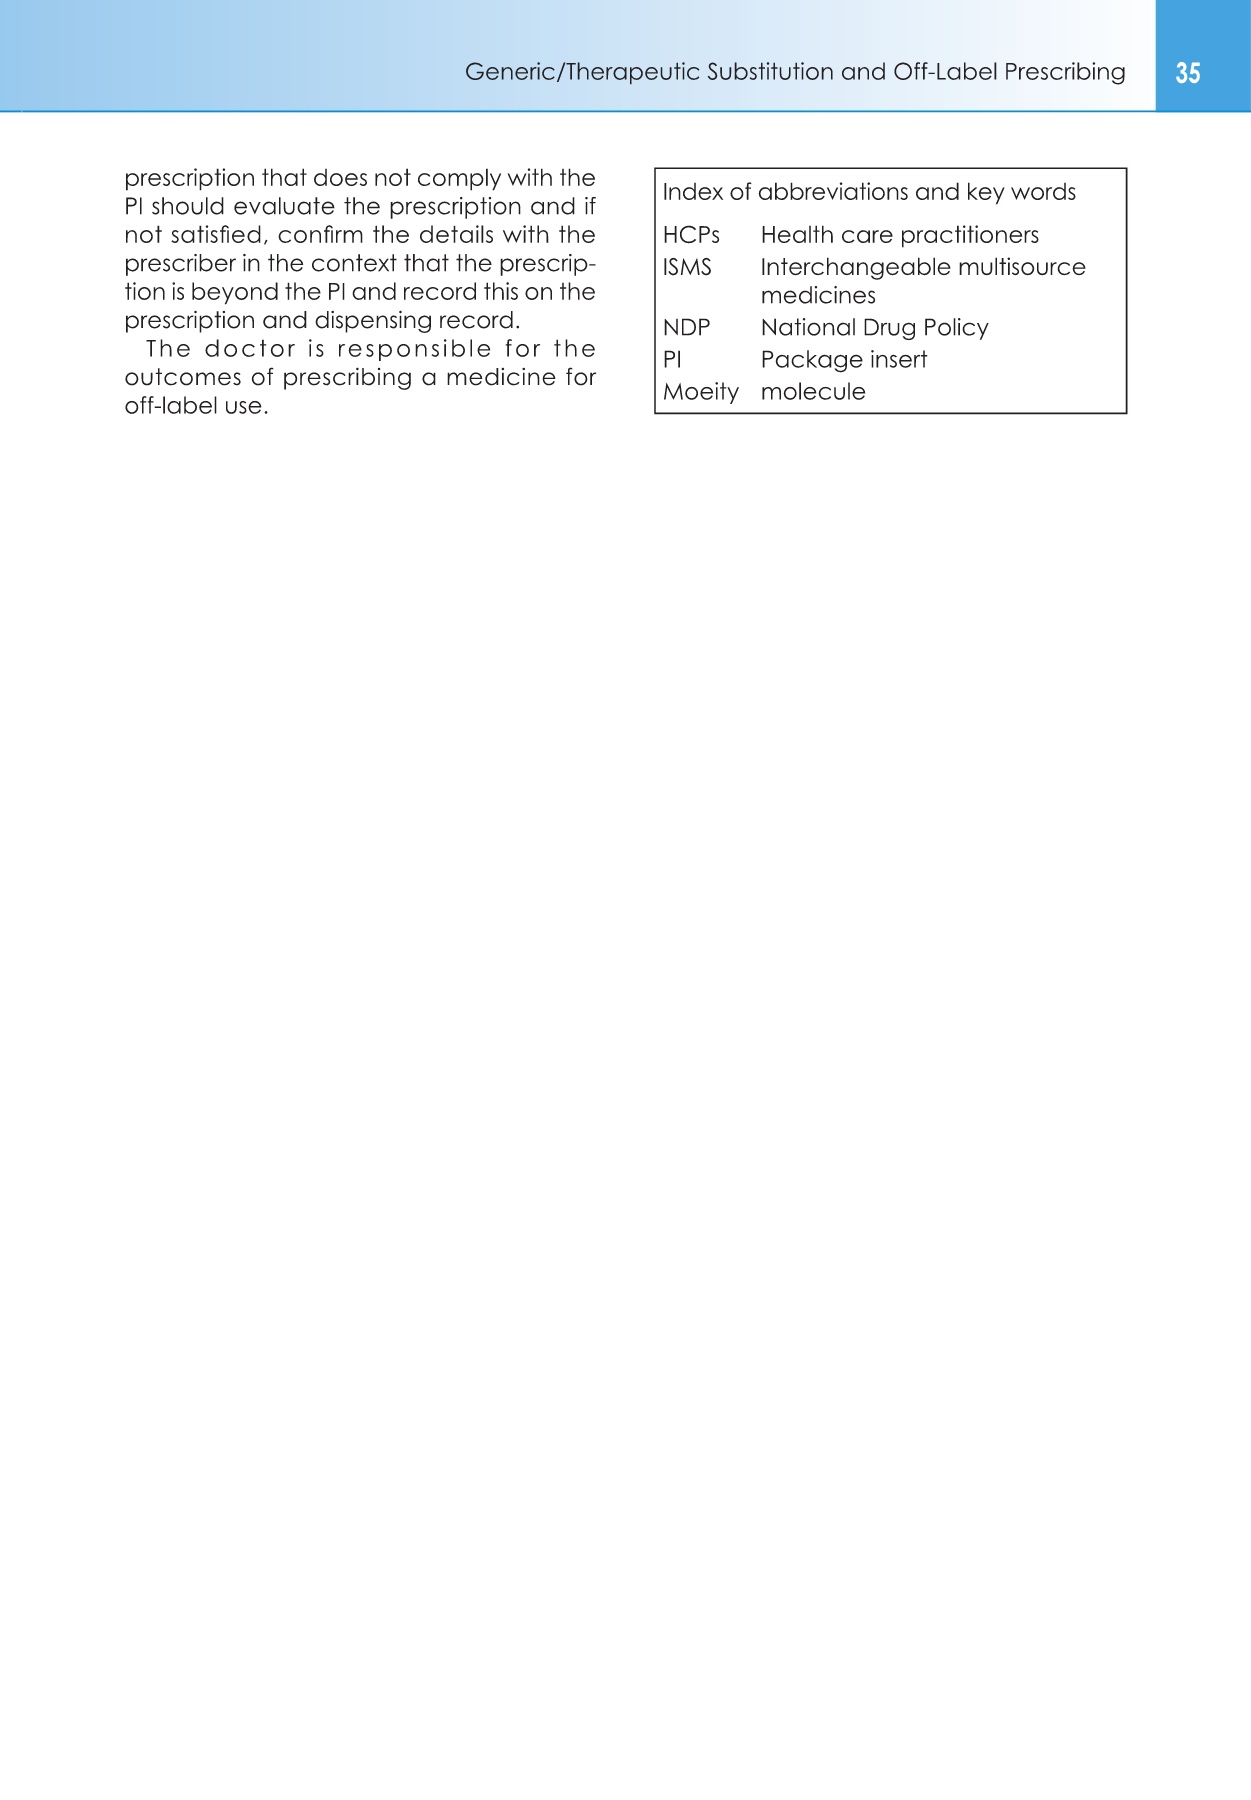 Generic/Therapeutic Substitution and Off-Label Prescribing 35
prescription that does not comply with the
PI should evaluate the prescription and if
not satisfied, confirm the details with the
prescriber in the context that the prescrip-
tion is beyond the PI and record this on the
prescription and dispensing record.
The doctor is responsible for the
outcomes of prescribing a medicine for
off-label use.
Index of abbreviations and key words
HCPs Health care practitioners
ISMS Interchangeable multisource
medicines
NDP National Drug Policy
PI Package insert
Moeity molecule